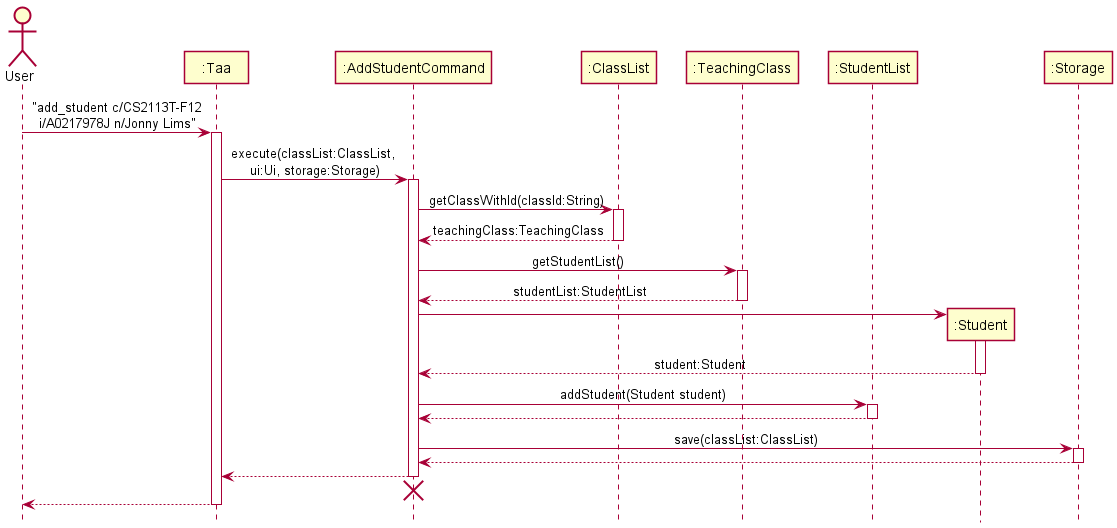 User
:Taa
:AddStudentCommand
:ClassList
:TeachingClass
:StudentList
:Storage
"add_student c/CS2113T-F12
i/A0217978J n/Jonny Lims"
execute(classList:ClassList,
ui:Ui, storage:Storage)
getClassWithId(classId:String)
teachingClass:TeachingClass
getStudentList()
studentList:StudentList
:Student
student:Student
addStudent(Student student)
save(classList:ClassList)